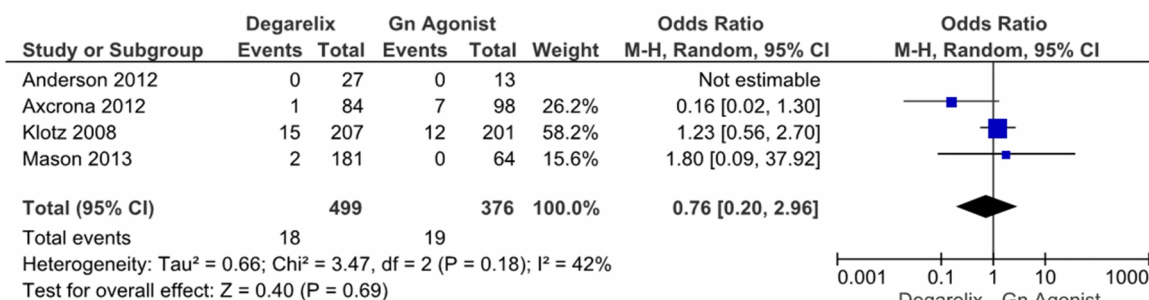 Degarelix Gn Agonist Odds Ratio Odds Ratio
Study or Subgroup Events Total Events Total Weight M-H, Random, 95% CI M-H, Random, 95% CI
Anderson 2012 0 27 0 13 Not estimable
Axcrona 2012 1 84 7 98 26.2% 0.16 [0.02, 1.30]
Klotz 2008 15 207 12 201 58.2% 1.23 [0.56, 2.70]
Mason 2013 2 181 0 64 15.6% 1.80 [0.09, 37.92]
Total (95% CI) 499 376 100.0% 0.76 [0.20, 2.96]
Total events 18 19
Heterogeneity: Tau² = 0.66; Chi² = 3.47, df = 2 (P = 0.18); I² = 42%
Test for overall effect: Z = 0.40 (P = 0.69)
0.001 0.1 1 10 1000
Degarelix Gn Agonist